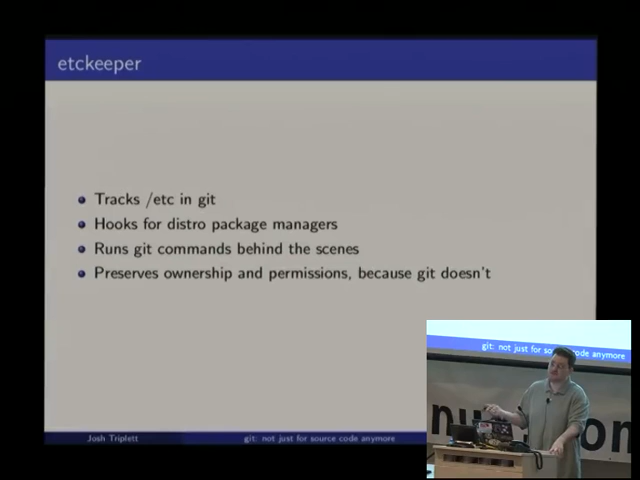 etckeeper
Tracks /etc in git
Hooks for distro package managers
Runs git commands behind the scenes
Preserves ownership and permissions, because git doesn't
git: not just for so code anymore
Josh Triplett
git: not just for source code anymore